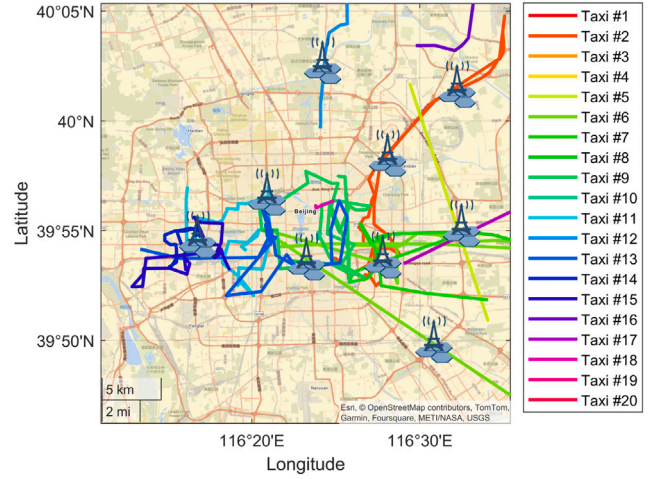 40°05'N
40°N
39°55'N
39°50'N
Latitude
Beijing
5 km
2 mi
Esri, © OpenStreetMap contributors, TomTom,
Garmin, Foursquare, METI/NASA, USGS
116°20'E
116°30'E
Longitude
Taxi #1
Taxi #2
Taxi #3
Taxi #4
Taxi #5
Taxi #6
Taxi #7
Taxi #8
Taxi #9
Taxi #10
Taxi #11
Taxi #12
Taxi #13
Taxi #14
Taxi #15
Taxi #16
Taxi #17
Taxi #18
Taxi #19
Taxi #20